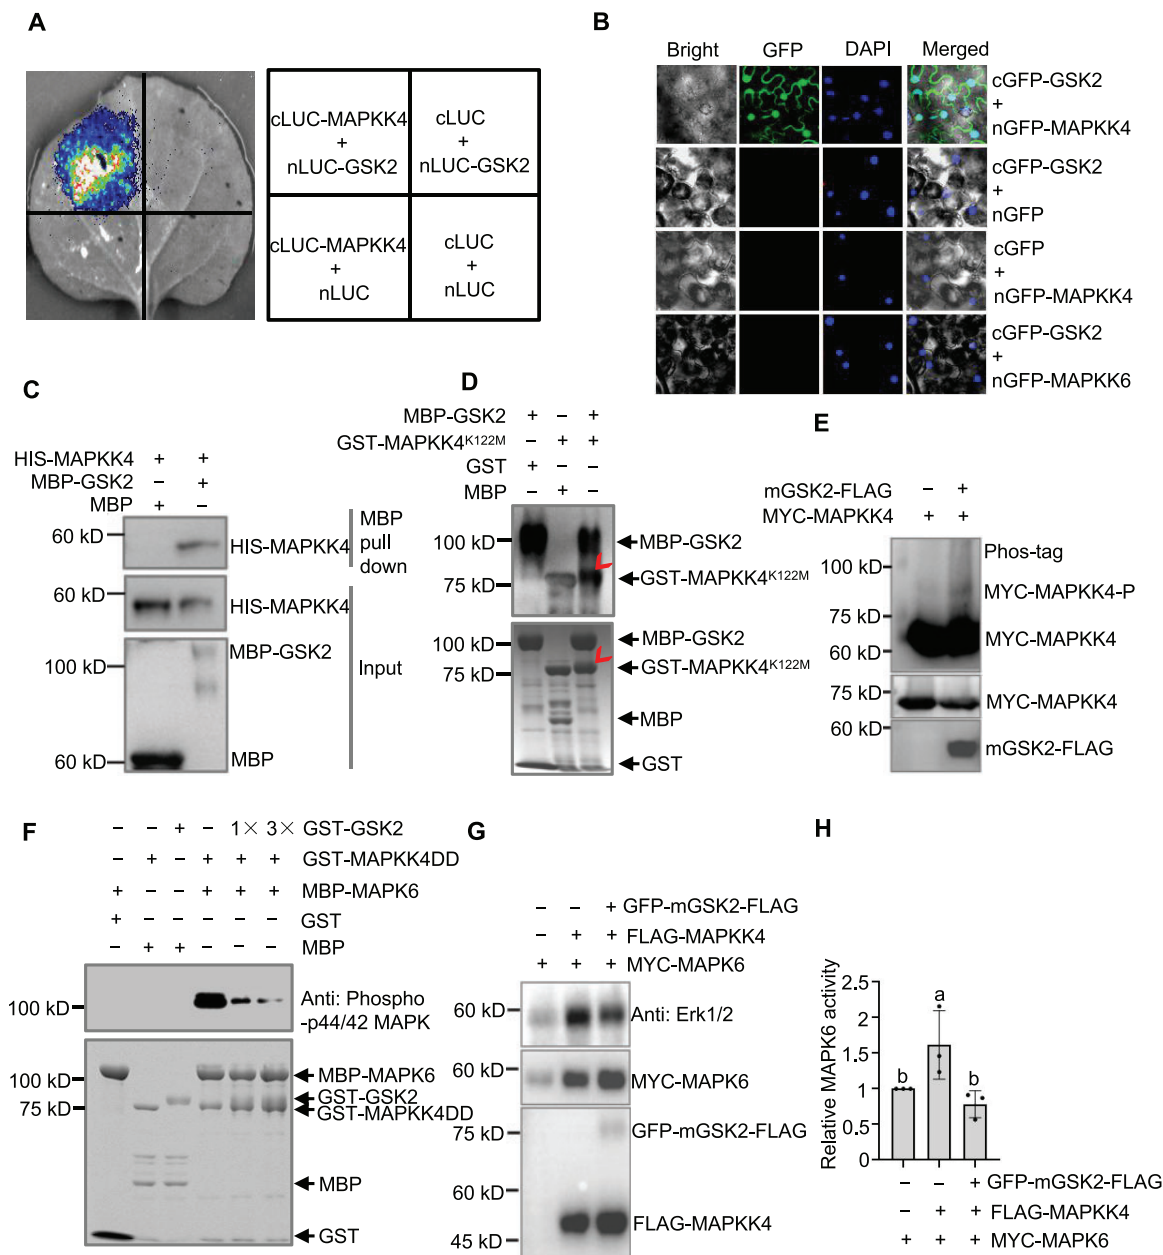 A
cLUC-MAPKK4
+
nLUC-GSK2
cLUC
+
nLUC-GSK2
cLUC-MAPKK4
+
nLUC
cLUC
+
nLUC
B
Bright GFP DAPI Merged
cGFP-GSK2
+
nGFP-MAPKK4
cGFP-GSK2
+
nGFP
cGFP
+
nGFP-MAPKK4
cGFP-GSK2
+
nGFP-MAPKK6
C
HIS-MAPKK4 + +
MBP-GSK2 − +
MBP + −
60 kD
HIS-MAPKK4
MBP
pull
down
60 kD
HIS-MAPKK4
MBP-GSK2
100 kD
Input
60 kD
MBP
D
MBP-GSK2 + − +
GST-MAPKK4K122M − + +
GST + − −
MBP − + −
100 kD
MBP-GSK2
75 kD
GST-MAPKK4K122M
100 kD
MBP-GSK2
75 kD
GST-MAPKK4K122M
MBP
GST
E
mGSK2-FLAG − +
MYC-MAPKK4 + +
Phos-tag
100 kD
MYC-MAPKK4-P
75 kD
MYC-MAPKK4
60 kD
75 kD
MYC-MAPKK4
60 kD
mGSK2-FLAG
F
− − + − 1× 3× GST-GSK2
− + − + + + GST-MAPKK4DD
+ − − + + + MBP-MAPK6
+ − − − − − GST
− + + − − − MBP
100 kD
Anti: Phospho
-p44/42 MAPK
MBP-MAPK6
100 kD
GST-GSK2
75 kD
GST-MAPKK4DD
MBP
GST
G
− − + GFP-mGSK2-FLAG
− + + FLAG-MAPKK4
+ + + MYC-MAPK6
60 kD
Anti: Erk1/2
60 kD
MYC-MAPK6
75 kD
GFP-mGSK2-FLAG
60 kD
FLAG-MAPKK4
45 kD
H
Relative MAPK6 activity
2.5
2
1.5
1
0.5
0
b
a
b
− − + GFP-mGSK2-FLAG
− + + FLAG-MAPKK4
+ + + MYC-MAPK6